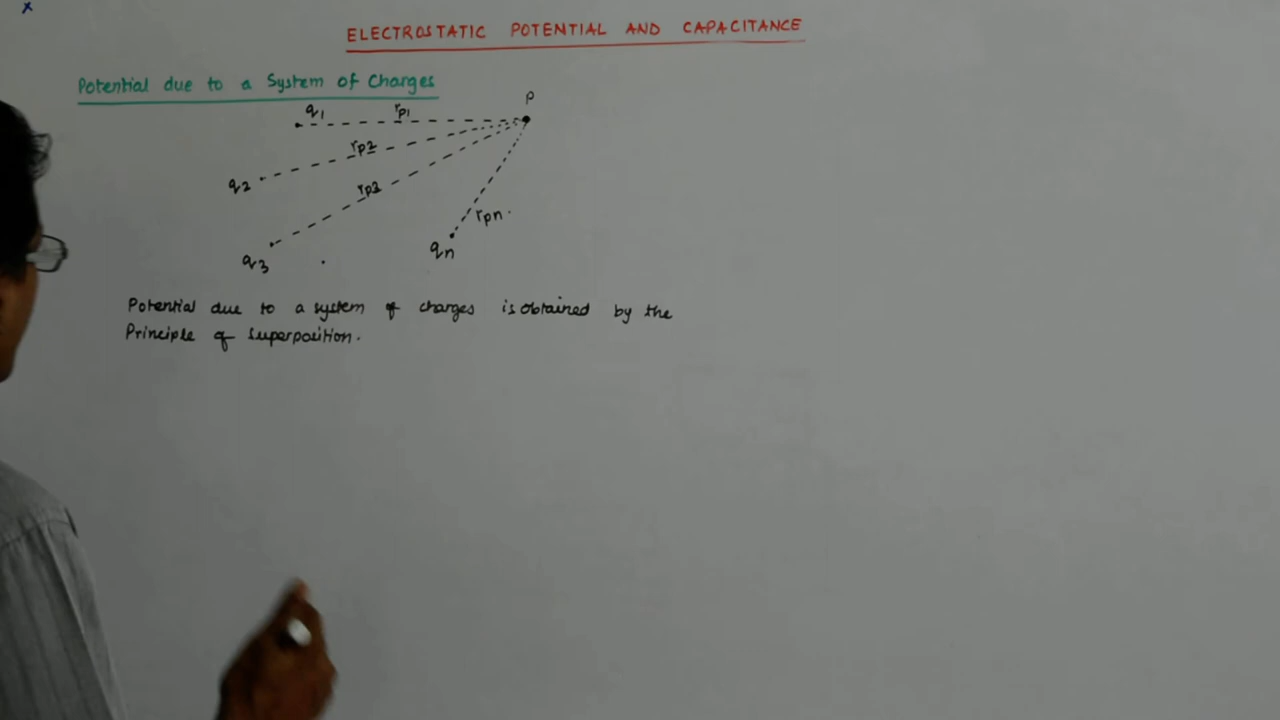 x
ELECTROSTATIC POTENTIAL AND CAPACITANCE
Potential due to a System of Charges
P
q1 rp1
rp2
q2
rp3
rpn.
q3
qn
Potential due to a system of charges is obtained by the
Principle of Superposition.